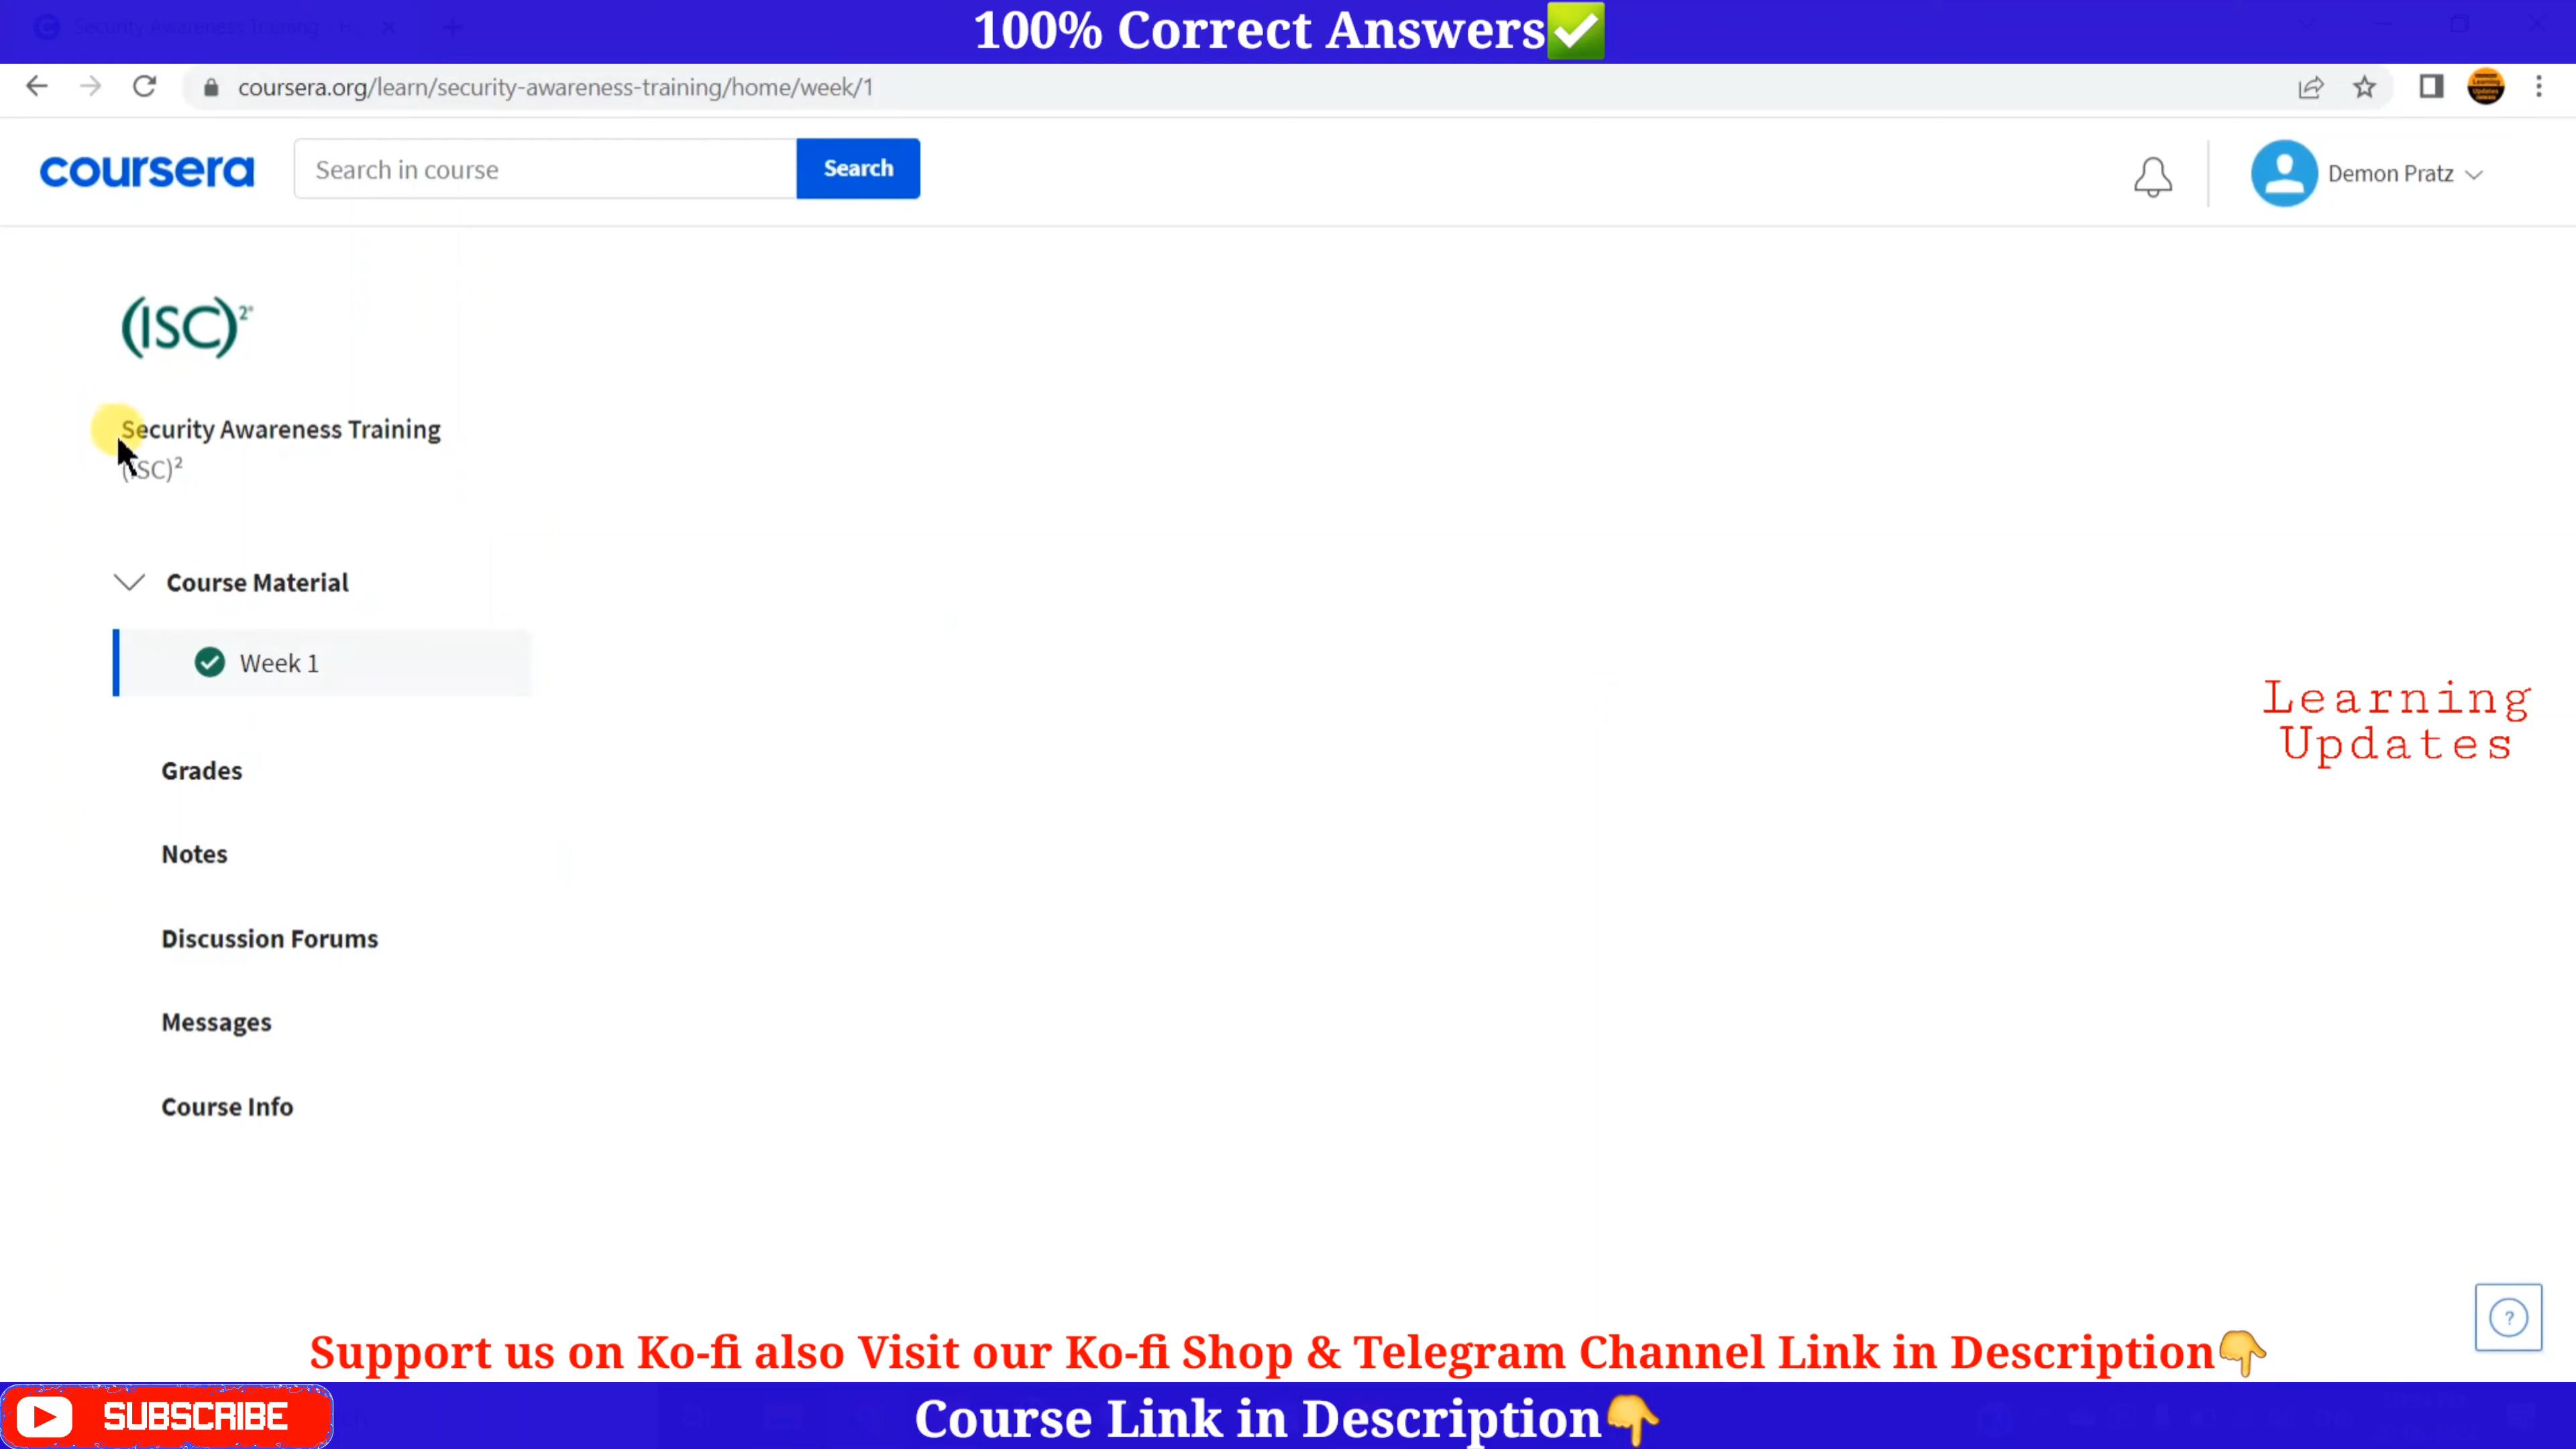 Security Awareness Training
100% Correct Answers✅
coursera.org/learn/security-awareness-training/home/week/1
coursera
Search in course
Search
Demon Pratz
(ISC)²
Security Awareness Training
(ISC)²
Course Material
Week 1
Grades
Notes
Discussion Forums
Messages
Course Info
Learning
Updates
?
Support us on Ko-fi also Visit our Ko-fi Shop & Telegram Channel Link in Description👇
SUBSCRIBE
Course Link in Description👇